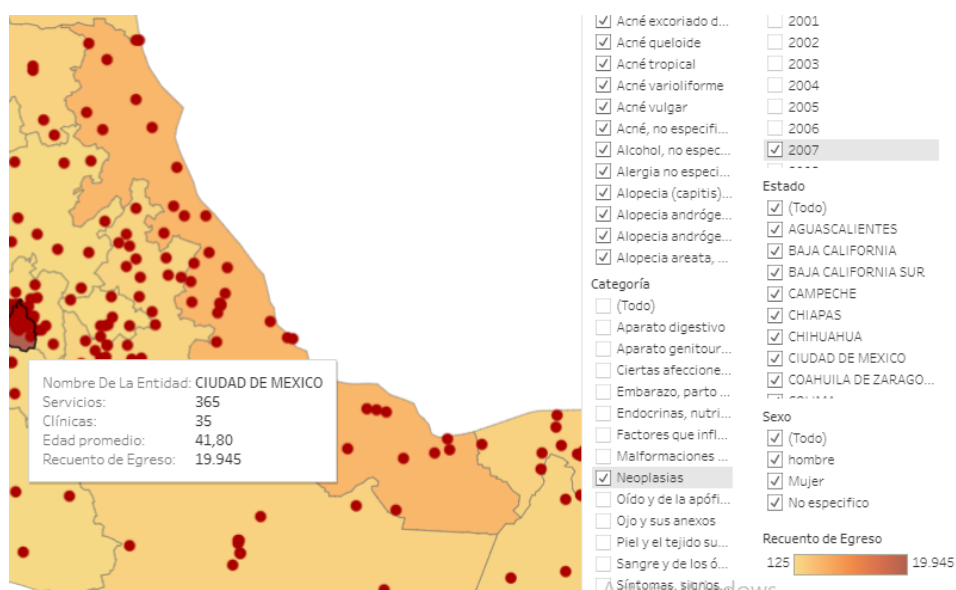 Nombre De La Entidad: CIUDAD DE MEXICO
Servicios: 365
Clínicas: 35
Edad promedio: 41,80
Recuento de Egreso: 19.945
Acné excoriado d...
Acné queloide
Acné tropical
Acné varioliforme
Acné vulgar
Acné, no especifi...
Alcohol, no espec...
Alergia no especi...
Alopecia (capitis)...
Alopecia andróge...
Alopecia andróge...
Alopecia areata, ...
Categoría
(Todo)
Aparato digestivo
Aparato genitour...
Ciertas afeccione...
Embarazo, parto ...
Endocrinas, nutri...
Factores que infl...
Malformaciones ...
Neoplasias
Oído y de la apófi...
Ojo y sus anexos
Piel y el tejido su...
Sangre y de los ó...
Síntomas, signos
2001
2002
2003
2004
2005
2006
2007
Estado
(Todo)
AGUASCALIENTES
BAJA CALIFORNIA
BAJA CALIFORNIA SUR
CAMPECHE
CHIAPAS
CHIHUAHUA
CIUDAD DE MEXICO
COAHUILA DE ZARAGO...
Sexo
(Todo)
hombre
Mujer
No especifico
Recuento de Egreso
125 19.945